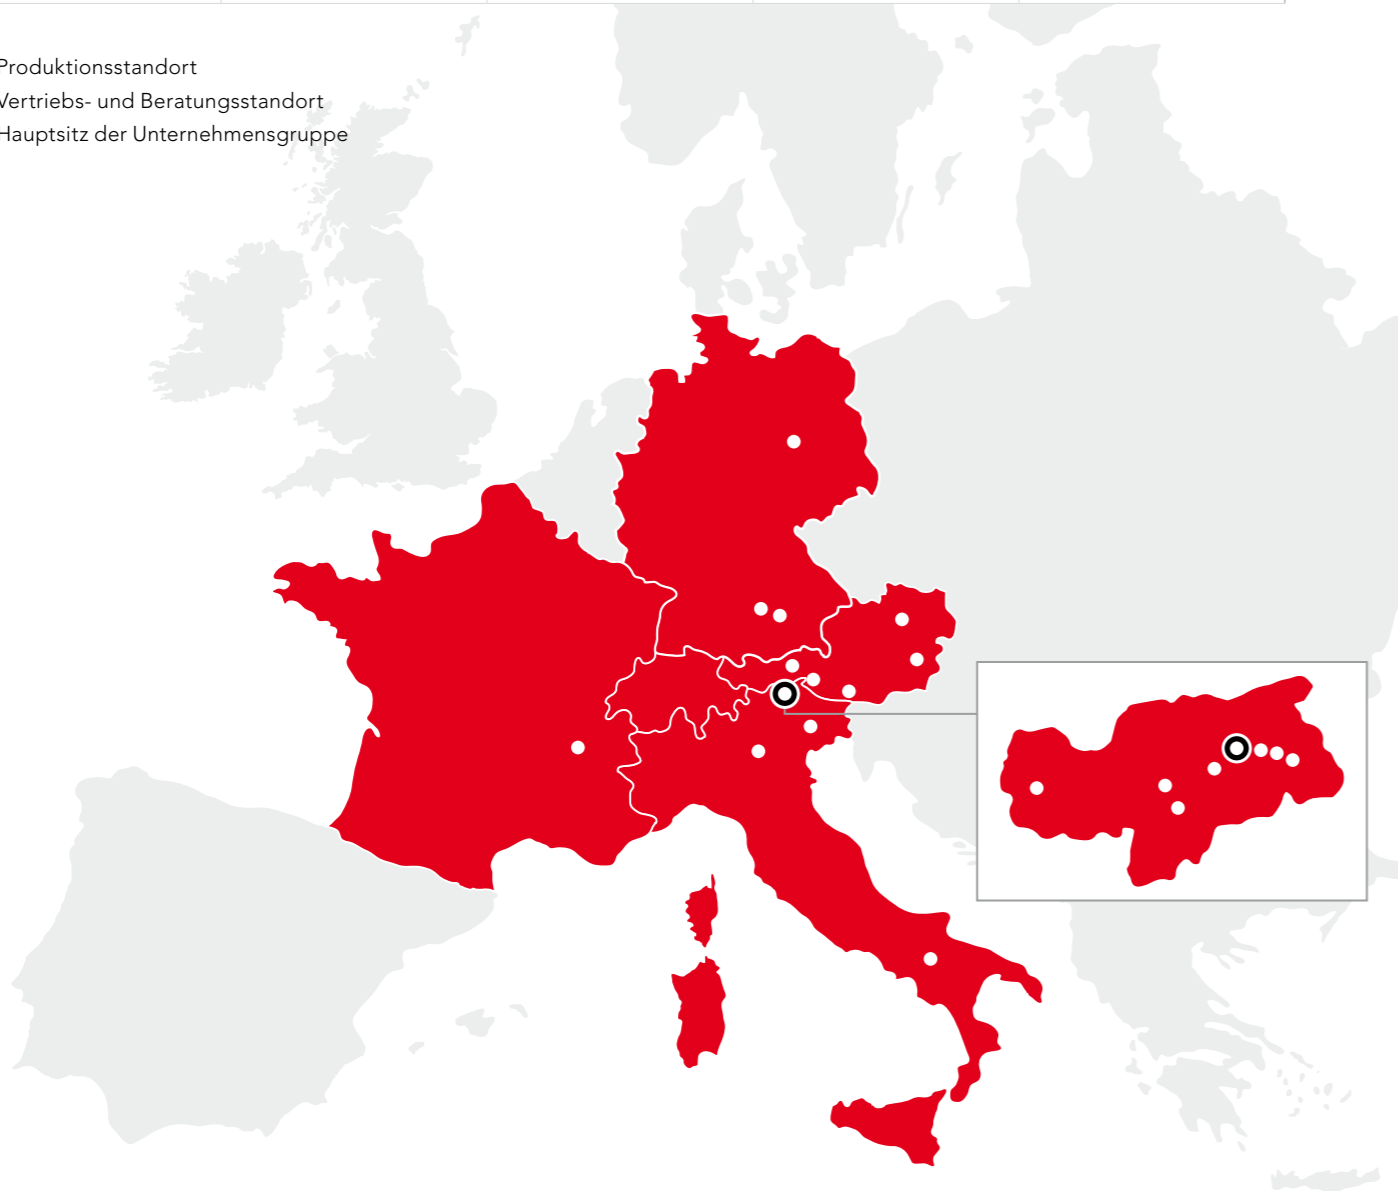 Produktionsstandort
Vertriebs- und Beratungsstandort
Hauptsitz der Unternehmensgruppe